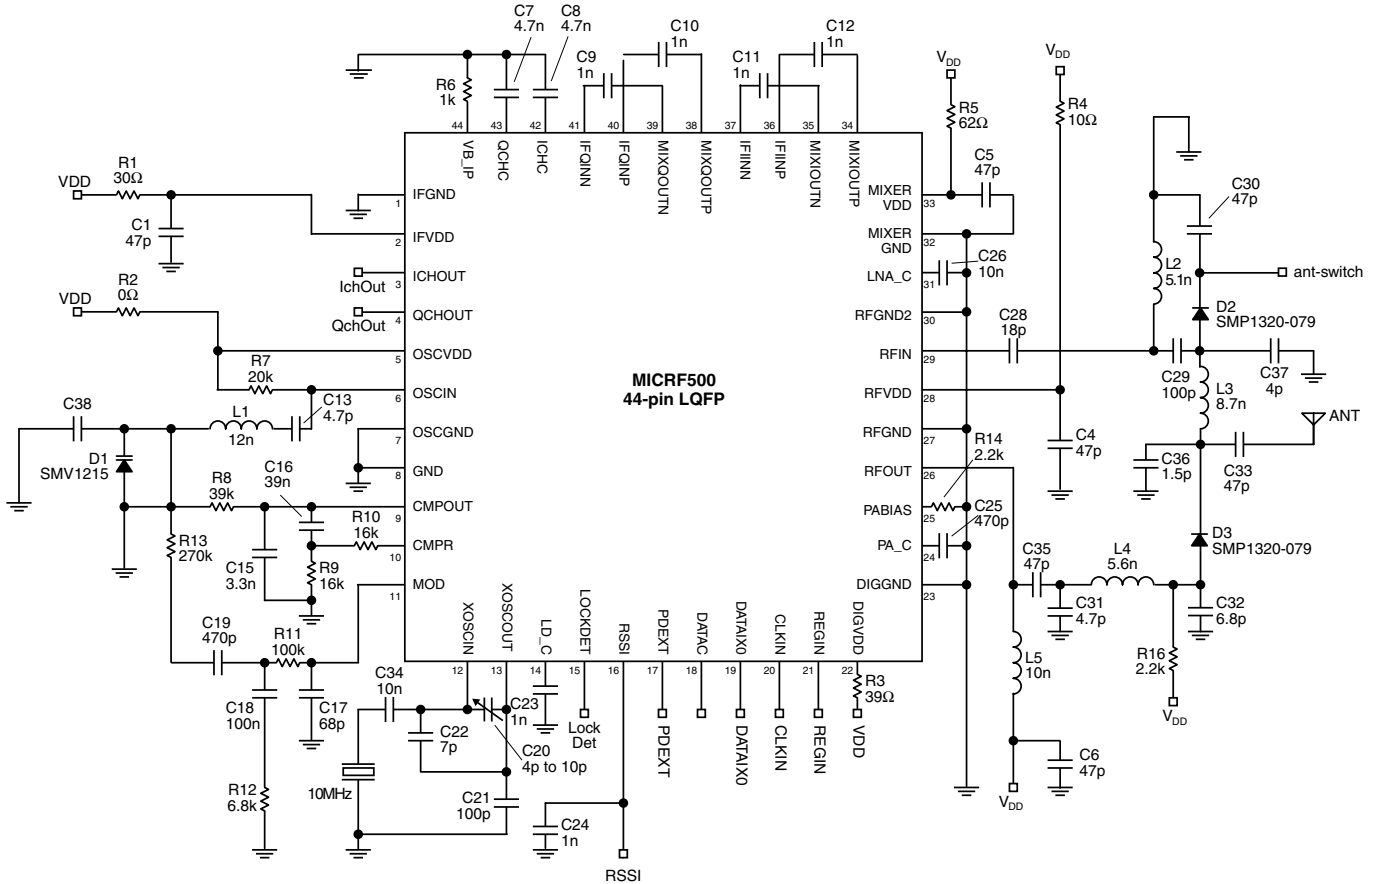 C7
4.7n
C8
4.7n
C9
1n
C10
1n
C11
1n
C12
1n
R6
1k
44
43
42
41
40
39
38
37
36
35
34
VB_IP
QCHC
ICHC
IFQINN
IFQINP
MIXQOUTN
MIXQOUTP
IFIINN
IFIINP
MIXIOUTN
MIXIOUTP
VDD
R5
62Ω
VDD
R4
10Ω
C5
47p
VDD
R1
30Ω
C1
47p
IFGND
1
IFVDD
2
ICHOUT
3
IchOut
QCHOUT
4
QchOut
VDD
R2
0Ω
OSCVDD
5
R7
20k
OSCIN
6
C38
L1
12n
C13
4.7p
OSCGND
7
D1
SMV1215
GND
8
R8
39k
C16
39n
CMPOUT
9
R10
16k
CMPR
10
R13
270k
C15
3.3n
R9
16k
MOD
11
C19
470p
R11
100k
C18
100n
C17
68p
R12
6.8k
MICRF500
44-pin LQFP
MIXER
VDD
33
MIXER
GND
32
C26
10n
LNA_C
31
RFGND2
30
RFIN
29
C28
18p
RFVDD
28
RFGND
27
R14
2.2k
RFOUT
26
C4
47p
PABIAS
25
C25
470p
PA_C
24
DIGGND
23
C30
47p
L2
5.1n
ant-switch
D2
SMP1320-079
C29
100p
L3
8.7n
C37
4p
ANT
C36
1.5p
C33
47p
D3
SMP1320-079
C35
47p
L4
5.6n
C31
4.7p
C32
6.8p
R16
2.2k
VDD
L5
10n
C6
47p
VDD
XOSCIN
XOSCOUT
LD_C
LOCKDET
RSSI
PDEXT
DATAC
DATAIX0
CLKIN
REGIN
DIGVDD
12
13
14
15
16
17
18
19
20
21
22
C34
10n
C22
7p
C23
1n
C20
4p to 10p
10MHz
C21
100p
C24
1n
Lock
Det
RSSI
PDEXT
DATAIX0
CLKIN
REGIN
VDD
R3
39Ω